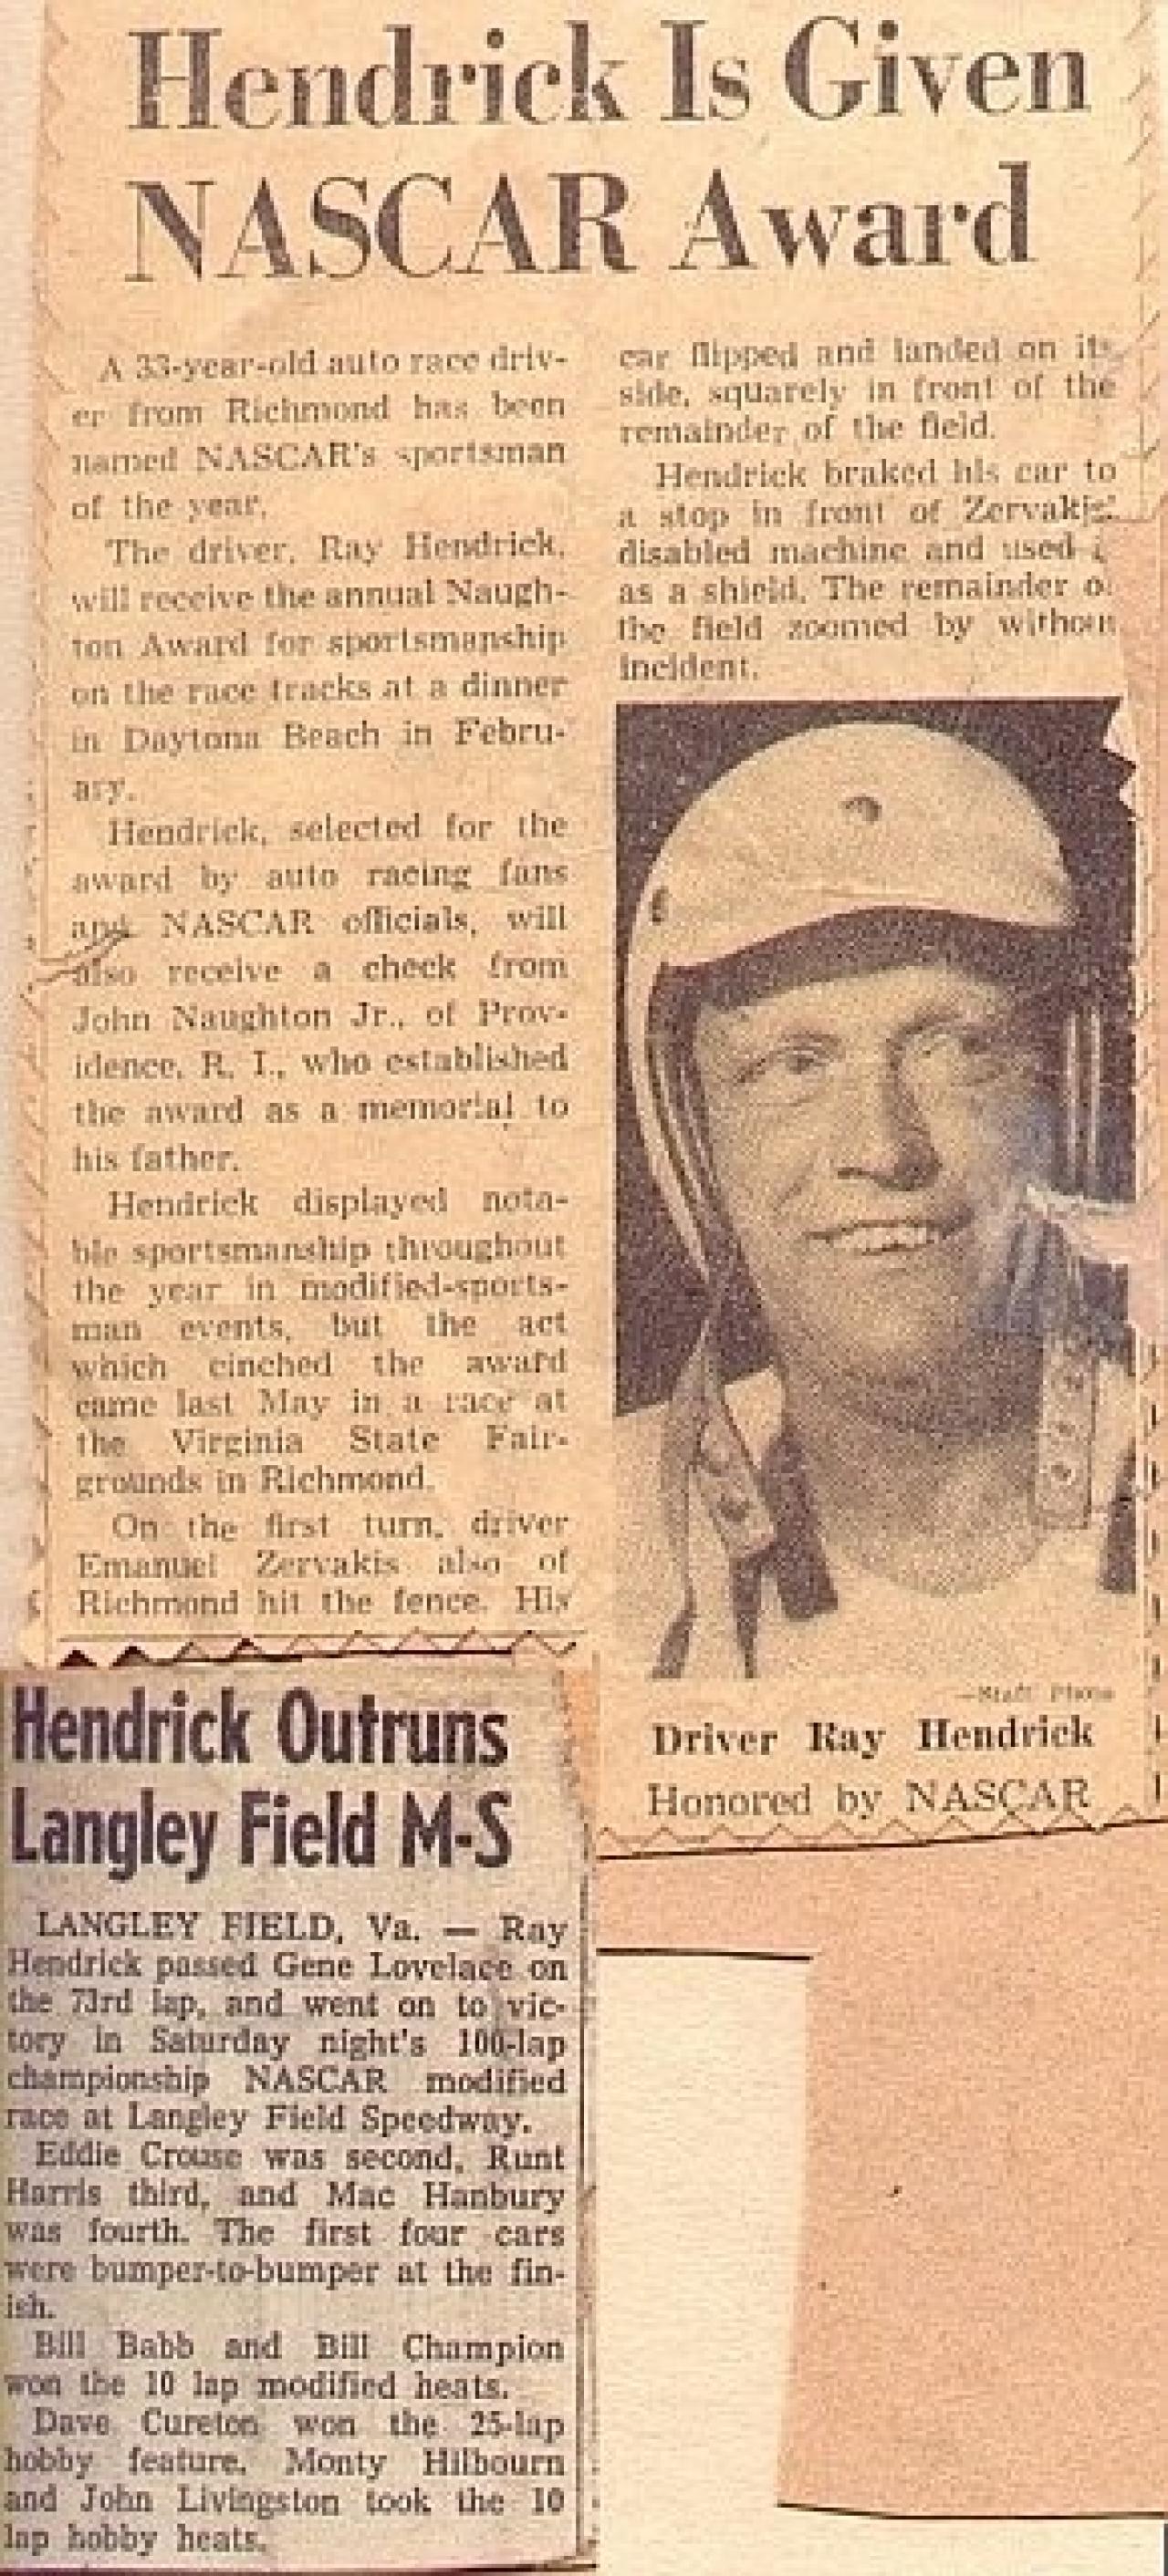 Hendrick Is Given
NASCAR Award
A 33-year-old auto race driv-
er from Richmond has been
named NASCAR's sportsman
of the year.
The driver, Ray Hendrick,
will receive the annual Naugh-
ton Award for sportsmanship
on the race tracks at a dinner
in Daytona Beach in Febru-
ary.
Hendrick, selected for the
award by auto racing fans
and NASCAR officials, will
also receive a check from
John Naughton Jr., of Prov-
idence, R. I., who established
the award as a memorial to
his father.
Hendrick displayed nota-
ble sportsmanship throughout
the year in modified-sports-
man events, but the act
which cinched the award
came last May in a race at
the Virginia State Fair-
grounds in Richmond.
On the first turn, driver
Emanuel Zervakis also of
Richmond hit the fence. His
car flipped and landed on its
side, squarely in front of the
remainder of the field.
Hendrick braked his car to
a stop in front of Zervakis'
disabled machine and used
as a shield. The remainder
the field zoomed by without
incident.
—Staff Photo
Driver Ray Hendrick
Honored by NASCAR
Hendrick Outruns
Langley Field M-S
LANGLEY FIELD, Va. — Ray
Hendrick passed Gene Lovelace on
the 73rd lap, and went on to vic-
tory in Saturday night's 100-lap
championship NASCAR modified
race at Langley Field Speedway.
Eddie Crouse was second, Runt
Harris third, and Mac Hanbury
was fourth. The first four cars
were bumper-to-bumper at the fin-
ish.
Bill Babb and Bill Champion
won the 10 lap modified heats.
Dave Cureton won the 25-lap
hobby feature. Monty Hilbourn
and John Livingston took the 10
lap hobby heats.